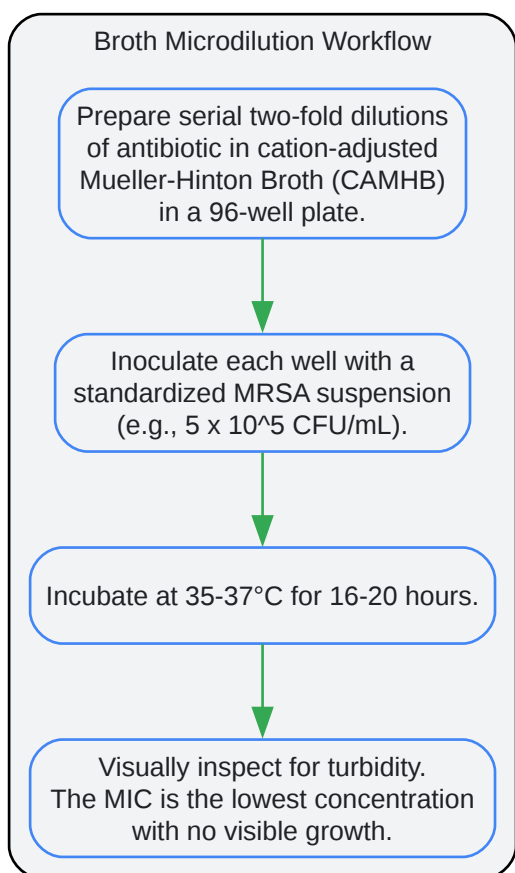 Broth Microdilution Workflow
Prepare serial two-fold dilutions
of antibiotic in cation-adjusted
Mueller-Hinton Broth (CAMHB)
in a 96-well plate.
Inoculate each well with a
standardized MRSA suspension
(e.g., 5 x 10^5 CFU/mL).
Incubate at 35-37°C for 16-20 hours.
Visually inspect for turbidity.
The MIC is the lowest concentration
with no visible growth.